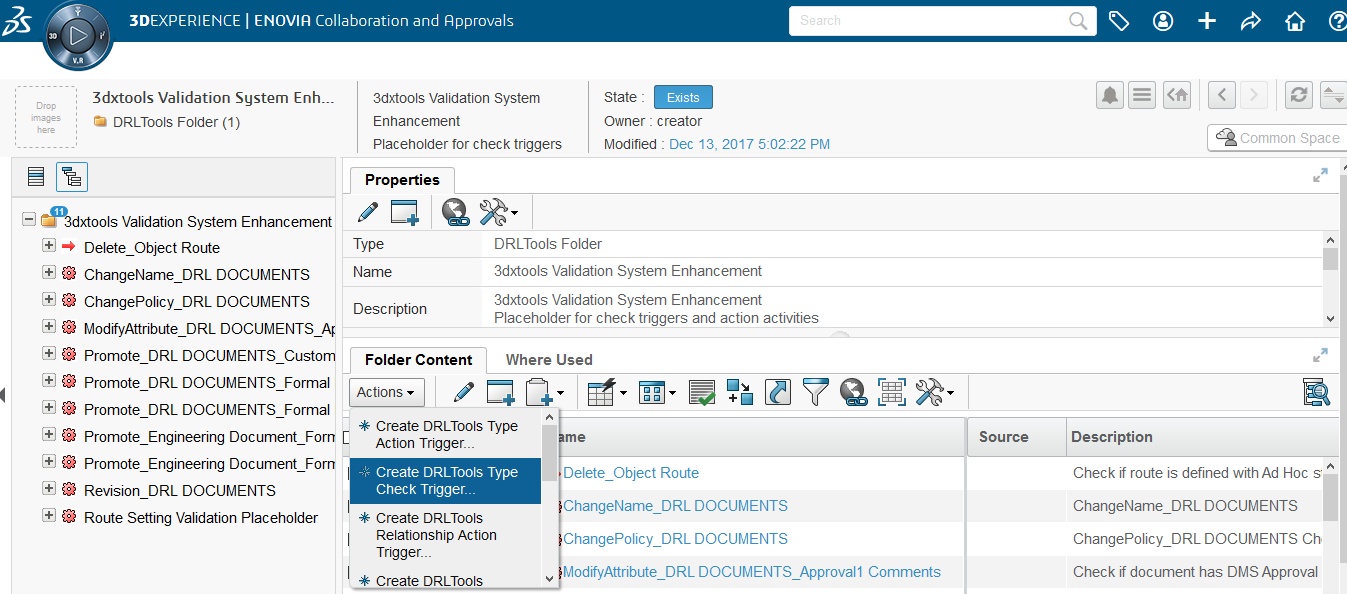 3DEXPERIENCE | ENOVIA Collaboration and Approvals
Search
3D
V.R
Drop
images
here
3dxtools Validation System Enh...
DRLTools Folder (1)
3dxtools Validation System
Enhancement
Placeholder for check triggers
State : Exists
Owner : creator
Modified : Dec 13, 2017 5:02:22 PM
Common Space
11
3dxtools Validation System Enhancement
Delete_Object Route
ChangeName_DRL DOCUMENTS
ChangePolicy_DRL DOCUMENTS
ModifyAttribute_DRL DOCUMENTS_Ap
Promote_DRL DOCUMENTS_Custom
Promote_DRL DOCUMENTS_Formal
Promote_DRL DOCUMENTS_Formal
Promote_Engineering Document_Form
Promote_Engineering Document_Form
Revision_DRL DOCUMENTS
Route Setting Validation Placeholder
Properties
Type DRLTools Folder
Name 3dxtools Validation System Enhancement
Description 3dxtools Validation System Enhancement
Placeholder for check triggers and action activities
Folder Content Where Used
Actions
Create DRLTools Type
Action Trigger...
Create DRLTools Type
Check Trigger...
Create DRLTools
Relationship Action
Trigger...
Create DRLTools
ame Source Description
Delete_Object Route Check if route is defined with Ad Hoc st
ChangeName_DRL DOCUMENTS ChangeName_DRL DOCUMENTS
ChangePolicy_DRL DOCUMENTS ChangePolicy_DRL DOCUMENTS Ch
ModifyAttribute_DRL DOCUMENTS_Approval1 Comments Check if document has DMS Approval